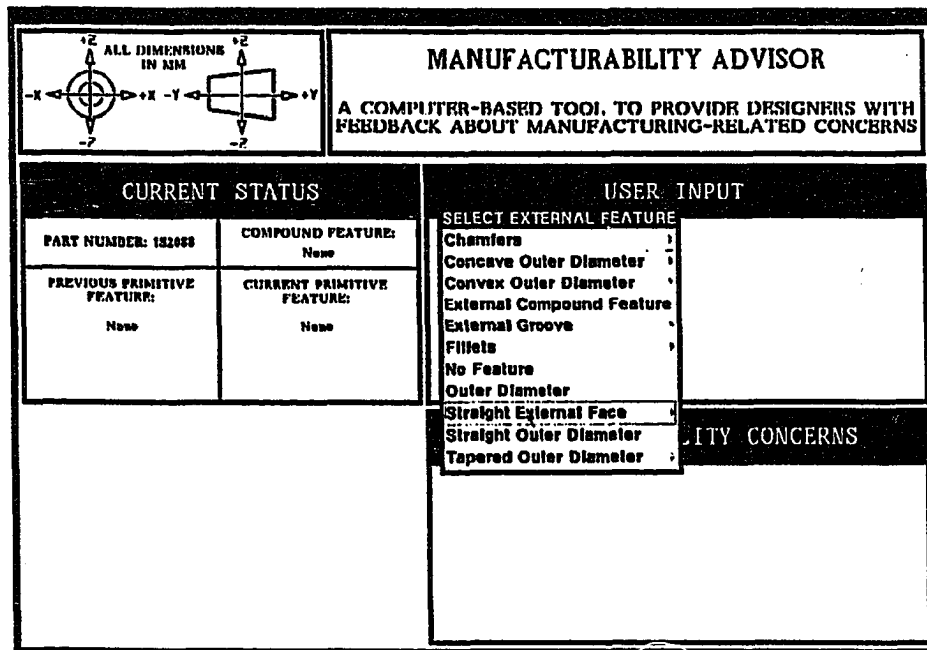 +Z
ALL DIMENSIONS
IN MM
+Z
-X
+X
-Y
+Y
-Z
-Z
MANUFACTURABILITY ADVISOR
A COMPUTER-BASED TOOL TO PROVIDE DESIGNERS WITH
FEEDBACK ABOUT MANUFACTURING-RELATED CONCERNS
CURRENT STATUS
PART NUMBER:
COMPOUND FEATURE:
None
PREVIOUS PRIMITIVE
FEATURE:
None
CURRENT PRIMITIVE
FEATURE:
None
USER INPUT
SELECT EXTERNAL FEATURE
Chamfers
Concave Outer Diameter
Convex Outer Diameter
External Compound Feature
External Groove
Fillets
No Feature
Outer Diameter
Straight External Face
Straight Outer Diameter
Tapered Outer Diameter
ILITY CONCERNS